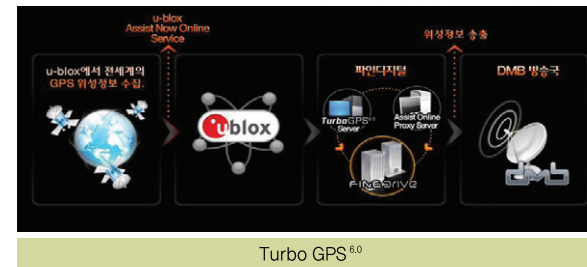 u-blox
Assist Now Online
Service
위성정보 송출
u-blox에서 전세계의
GPS 위성정보 수집.
파인디지털
DMB 방송국
ublox
TurboGPS 6.0
Server
Assist Online
Proxy Server
FINEDRIVE
dmb
Turbo GPS 6.0